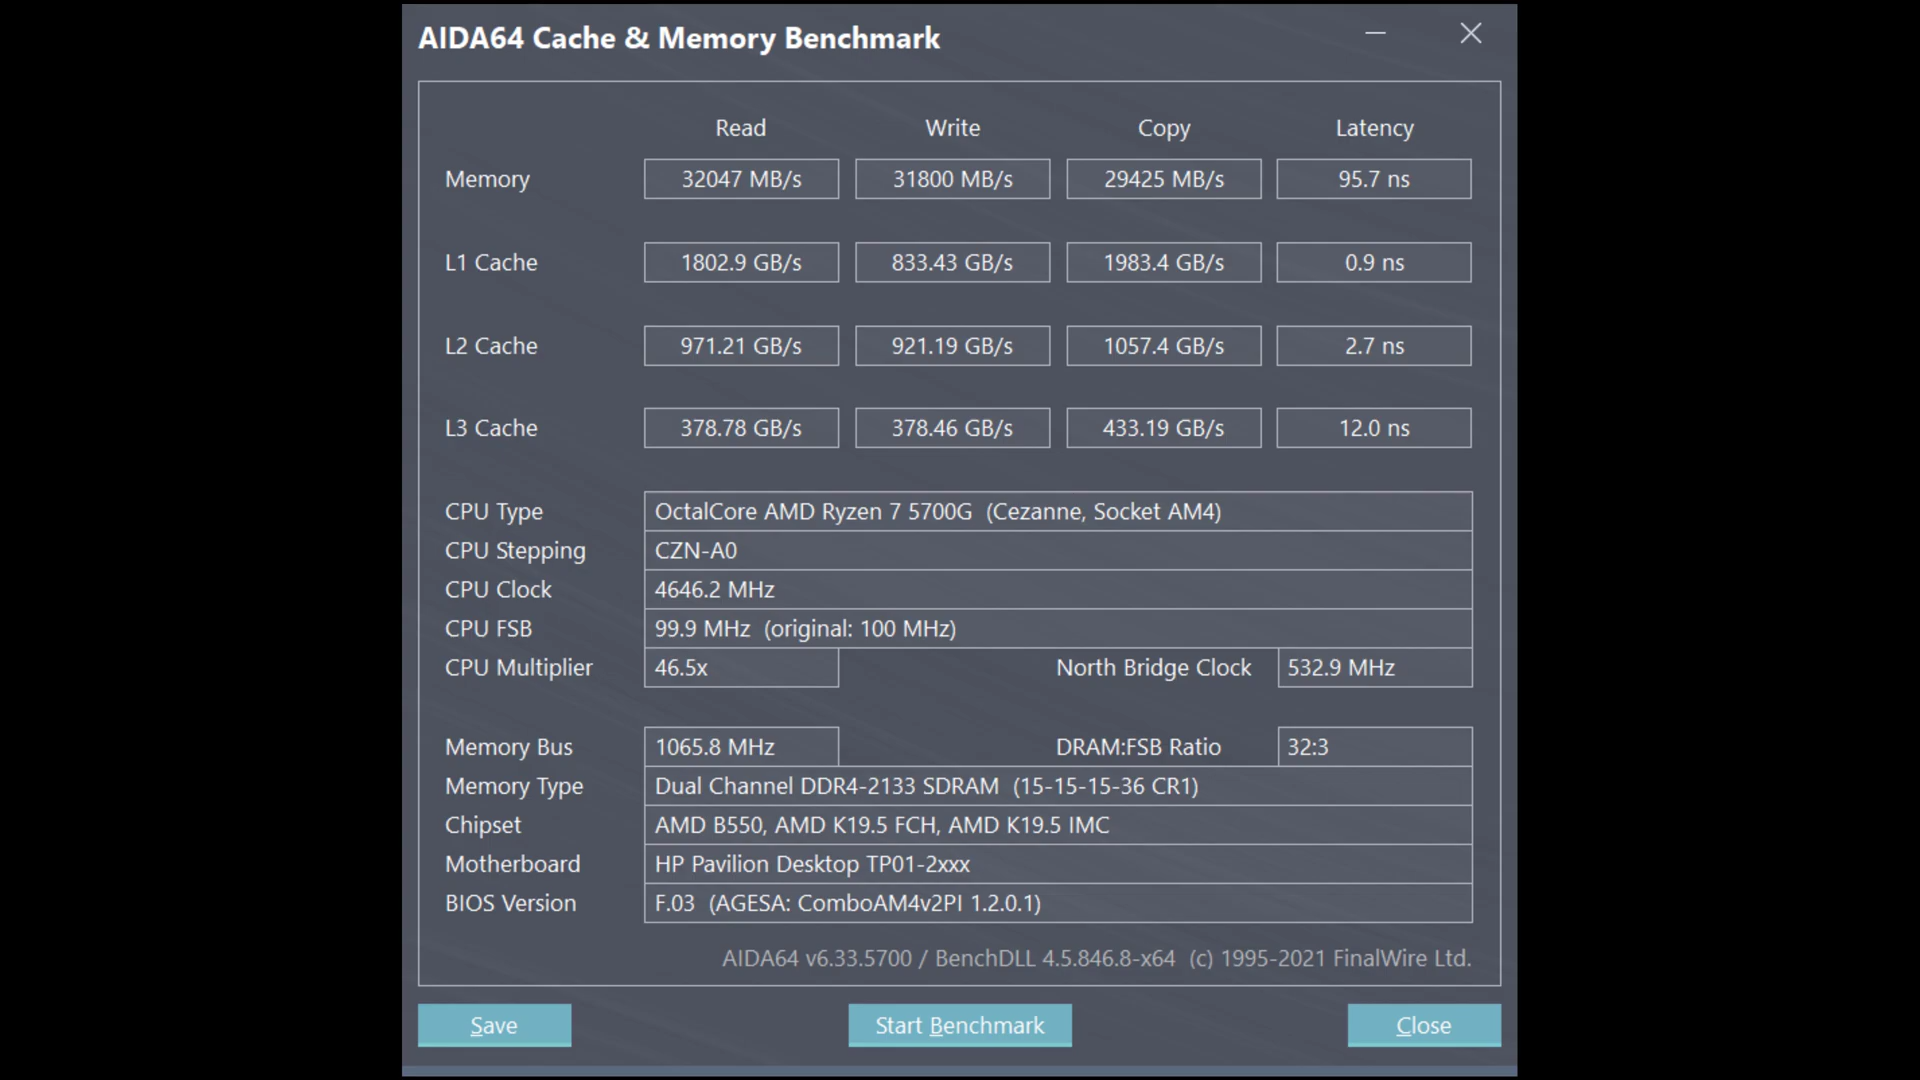 AIDA64 Cache & Memory Benchmark
Read Write Copy Latency
Memory 32047 MB/s 31800 MB/s 29425 MB/s 95.7 ns
L1 Cache 1802.9 GB/s 833.43 GB/s 1983.4 GB/s 0.9 ns
L2 Cache 971.21 GB/s 921.19 GB/s 1057.4 GB/s 2.7 ns
L3 Cache 378.78 GB/s 378.46 GB/s 433.19 GB/s 12.0 ns
CPU Type OctalCore AMD Ryzen 7 5700G (Cezanne, Socket AM4)
CPU Stepping CZN-A0
CPU Clock 4646.2 MHz
CPU FSB 99.9 MHz (original: 100 MHz)
CPU Multiplier 46.5x North Bridge Clock 532.9 MHz
Memory Bus 1065.8 MHz DRAM:FSB Ratio 32:3
Memory Type Dual Channel DDR4-2133 SDRAM (15-15-15-36 CR1)
Chipset AMD B550, AMD K19.5 FCH, AMD K19.5 IMC
Motherboard HP Pavilion Desktop TP01-2xxx
BIOS Version F.03 (AGESA: ComboAM4v2PI 1.2.0.1)
AIDA64 v6.33.5700 / BenchDLL 4.5.846.8-x64 (c) 1995-2021 FinalWire Ltd.
Save Start Benchmark Close